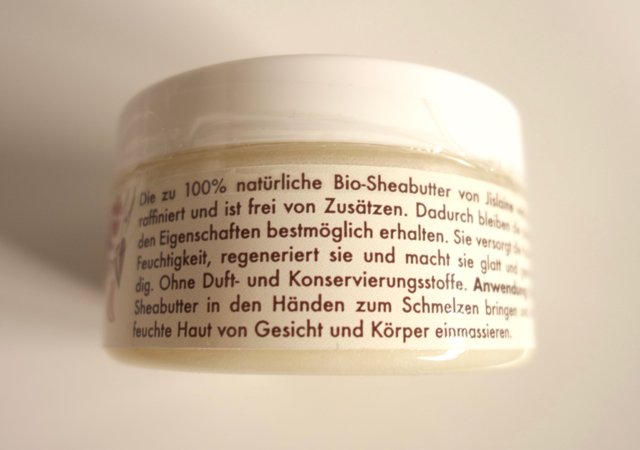 Die zu 100% natürliche Bio-Sheabutter von Jislaine
raffiniert und ist frei von Zusätzen. Dadurch bleiben
den Eigenschaften bestmöglich erhalten. Sie versorgt
Feuchtigkeit, regeneriert sie und macht sie glatt und
dig. Ohne Duft- und Konservierungsstoffe. Anwendung
Sheabutter in den Händen zum Schmelzen bringen
feuchte Haut von Gesicht und Körper einmassieren.